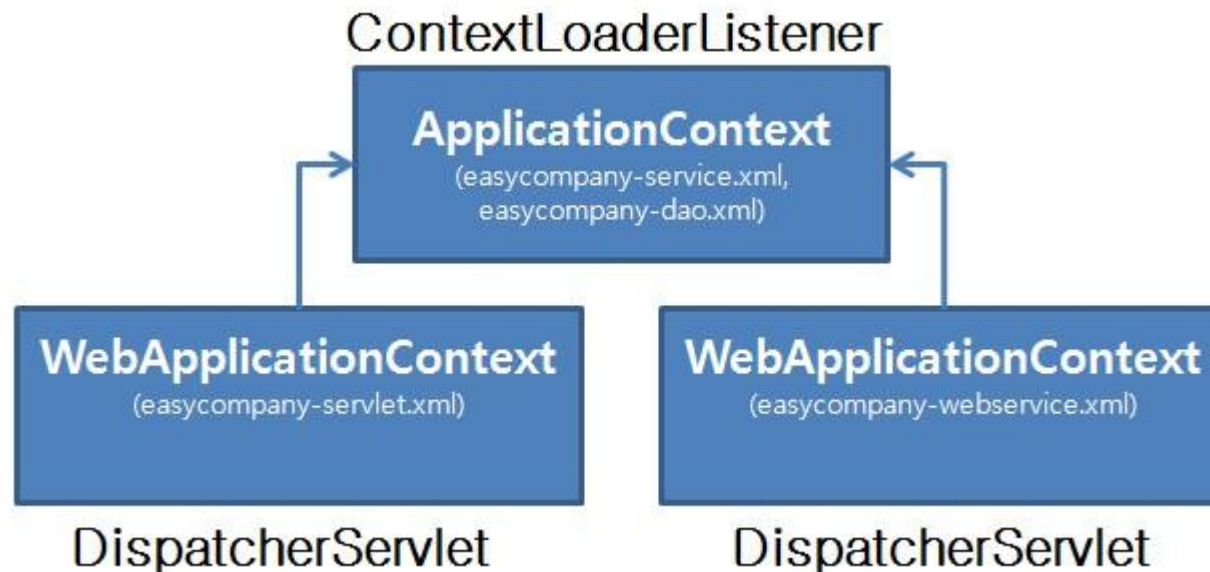 ContextLoaderListener
ApplicationContext
(easycompany-service.xml,
easycompany-dao.xml)
WebApplicationContext
(easycompany-servlet.xml)
WebApplicationContext
(easycompany-webservice.xml)
DispatcherServlet
DispatcherServlet